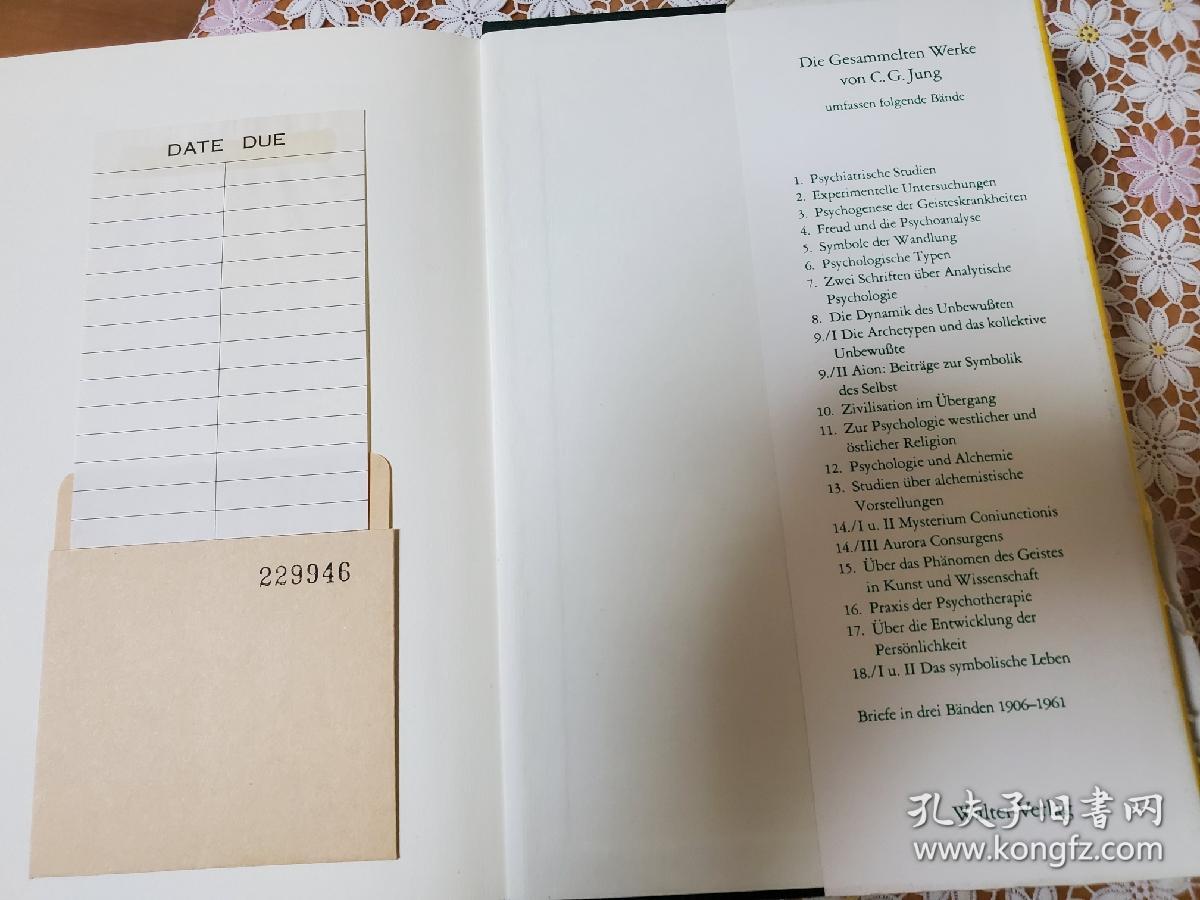 DATE DUE
229946
Die Gesammelten Werke
von C. G. Jung
umfassen folgende Bände
1. Psychiatrische Studien
2. Experimentelle Untersuchungen
3. Psychogenese der Geisteskrankheiten
4. Freud und die Psychoanalyse
5. Symbole der Wandlung
6. Psychologische Typen
7. Zwei Schriften über Analytische
Psychologie
8. Die Dynamik des Unbewußten
9./I Die Archetypen und das kollektive
Unbewußte
9./II Aion: Beiträge zur Symbolik
des Selbst
10. Zivilisation im Übergang
11. Zur Psychologie westlicher und
östlicher Religion
12. Psychologie und Alchemie
13. Studien über alchemistische
Vorstellungen
14./I u. II Mysterium Coniunctionis
14./III Aurora Consurgens
15. Über das Phänomen des Geistes
in Kunst und Wissenschaft
16. Praxis der Psychotherapie
17. Über die Entwicklung der
Persönlichkeit
18./I u. II Das symbolische Leben
Briefe in drei Bänden 1906–1961
Walter Verlag
孔夫子旧书网
www.kongfz.com